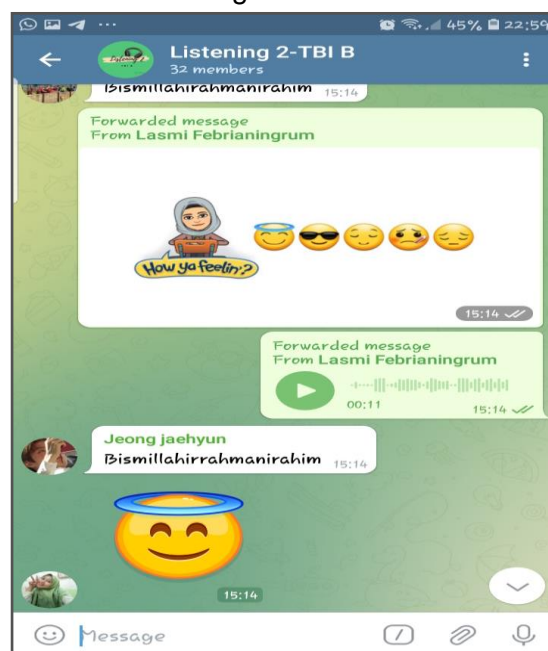 45% 22:59
Listening 2-TBI B
32 members
Bismillahirahmanirahim 15:14
Forwarded message
From Lasmi Febrianingrum
How ya feelin'?
15:14
Forwarded message
From Lasmi Febrianingrum
00:11 15:14
Jeong jaehyun
Bismillahirrahmanirahim 15:14
15:14
Message